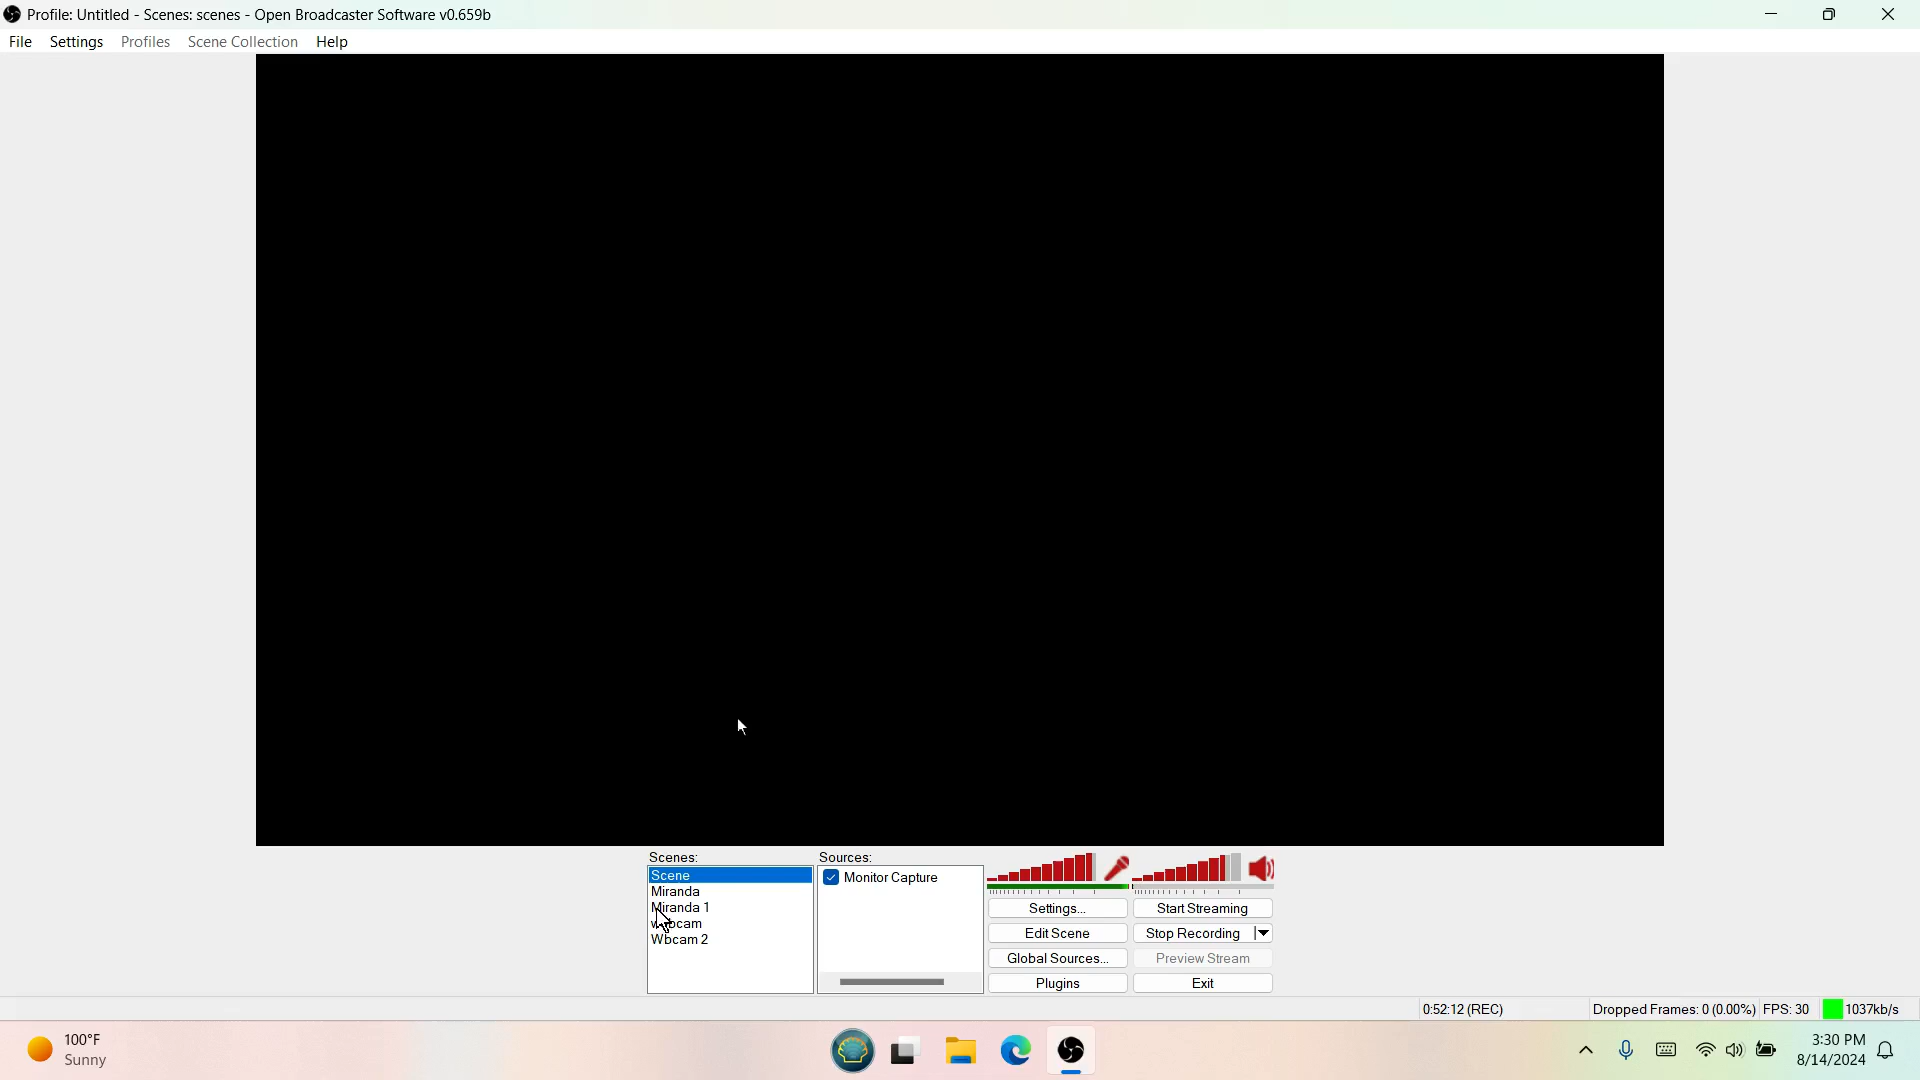 Profile: Untitled - Scenes: scenes - Open Broadcaster Software v0.659b
File Settings Profiles Scene Collection Help
Scenes:
Scene
Miranda
Miranda 1
webcam
Wbcam 2
Sources:
Monitor Capture
Settings...
Edit Scene
Global Sources...
Plugins
Start Streaming
Stop Recording
Preview Stream
Exit
0:52:12 (REC)
Dropped Frames: 0 (0.00%) FPS: 30 1037kb/s
100°F
Sunny
3:30 PM
8/14/2024